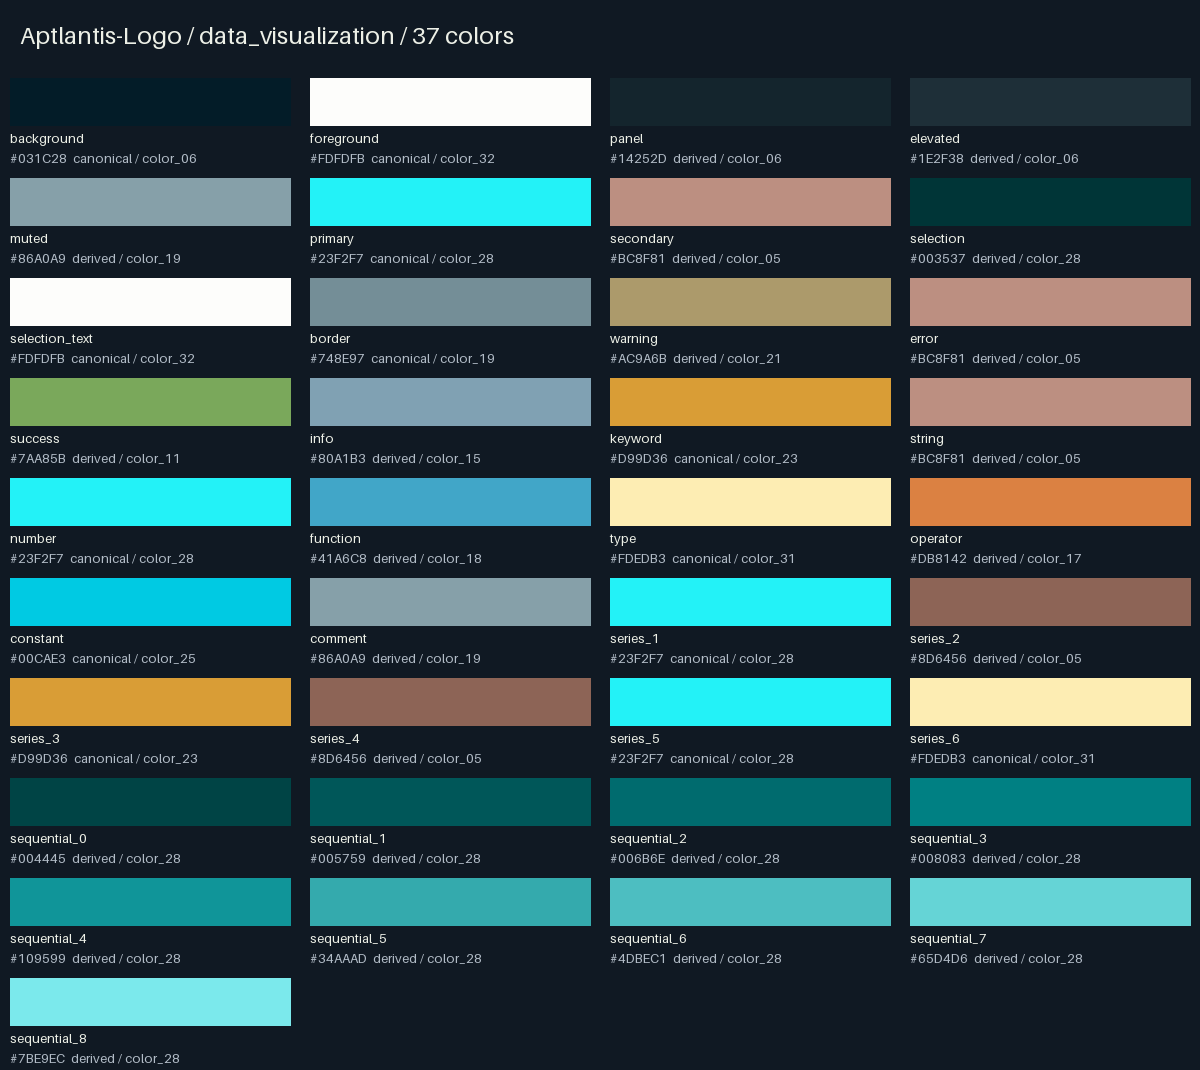 Aptlantis-Logo / data_visualization / 37 colors
background
#031C28 canonical / color_06
foreground
#FDFDFB canonical / color_32
panel
#14252D derived / color_06
elevated
#1E2F38 derived / color_06
muted
#86A0A9 derived / color_19
primary
#23F2F7 canonical / color_28
secondary
#BC8F81 derived / color_05
selection
#003537 derived / color_28
selection_text
#FDFDFB canonical / color_32
border
#748E97 canonical / color_19
warning
#AC9A6B derived / color_21
error
#BC8F81 derived / color_05
success
#7AA85B derived / color_11
info
#80A1B3 derived / color_15
keyword
#D99D36 canonical / color_23
string
#BC8F81 derived / color_05
number
#23F2F7 canonical / color_28
function
#41A6C8 derived / color_18
type
#FDEDB3 canonical / color_31
operator
#DB8142 derived / color_17
constant
#00CAE3 canonical / color_25
comment
#86A0A9 derived / color_19
series_1
#23F2F7 canonical / color_28
series_2
#8D6456 derived / color_05
series_3
#D99D36 canonical / color_23
series_4
#8D6456 derived / color_05
series_5
#23F2F7 canonical / color_28
series_6
#FDEDB3 canonical / color_31
sequential_0
#004445 derived / color_28
sequential_1
#005759 derived / color_28
sequential_2
#006B6E derived / color_28
sequential_3
#008083 derived / color_28
sequential_4
#109599 derived / color_28
sequential_5
#34AAAD derived / color_28
sequential_6
#4DBEC1 derived / color_28
sequential_7
#65D4D6 derived / color_28
sequential_8
#7BE9EC derived / color_28